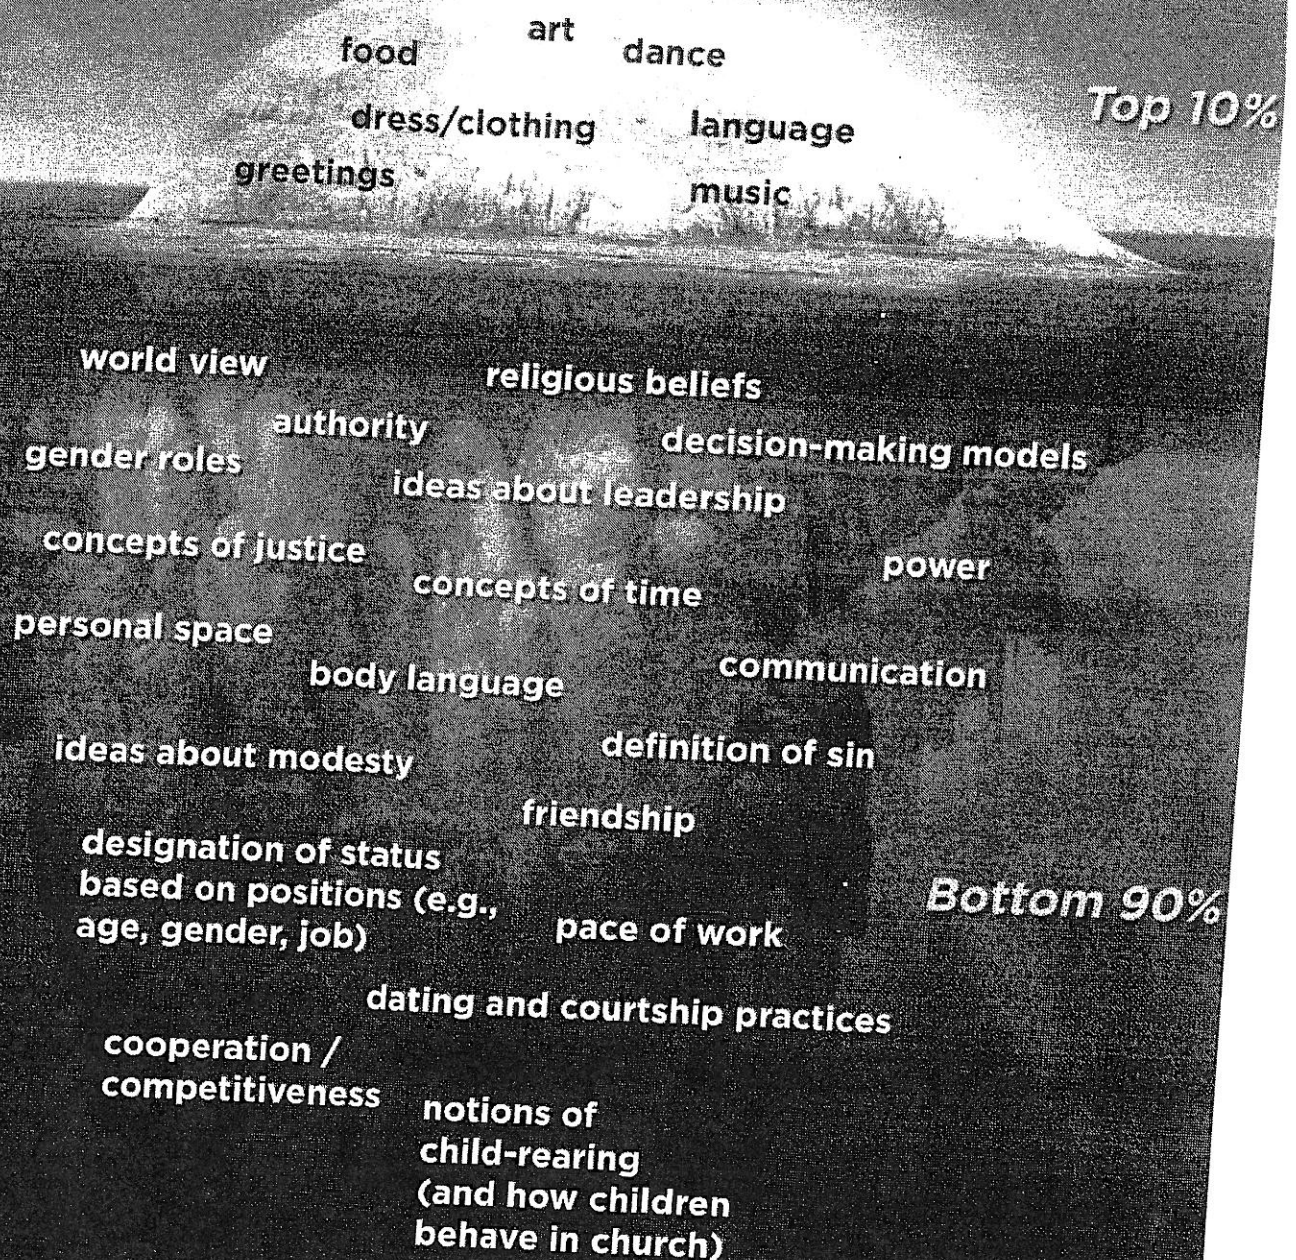 art
food
dance
Top 10%
dress/clothing
language
greetings
music
world view
religious beliefs
authority
decision-making models
gender roles
ideas about leadership
concepts of justice
power
concepts of time
personal space
communication
body language
ideas about modesty
definition of sin
friendship
designation of status
based on positions (e.g.,
age, gender, job)
Bottom 90%
pace of work
dating and courtship practices
cooperation /
competitiveness
notions of
child-rearing
(and how children
behave in church)